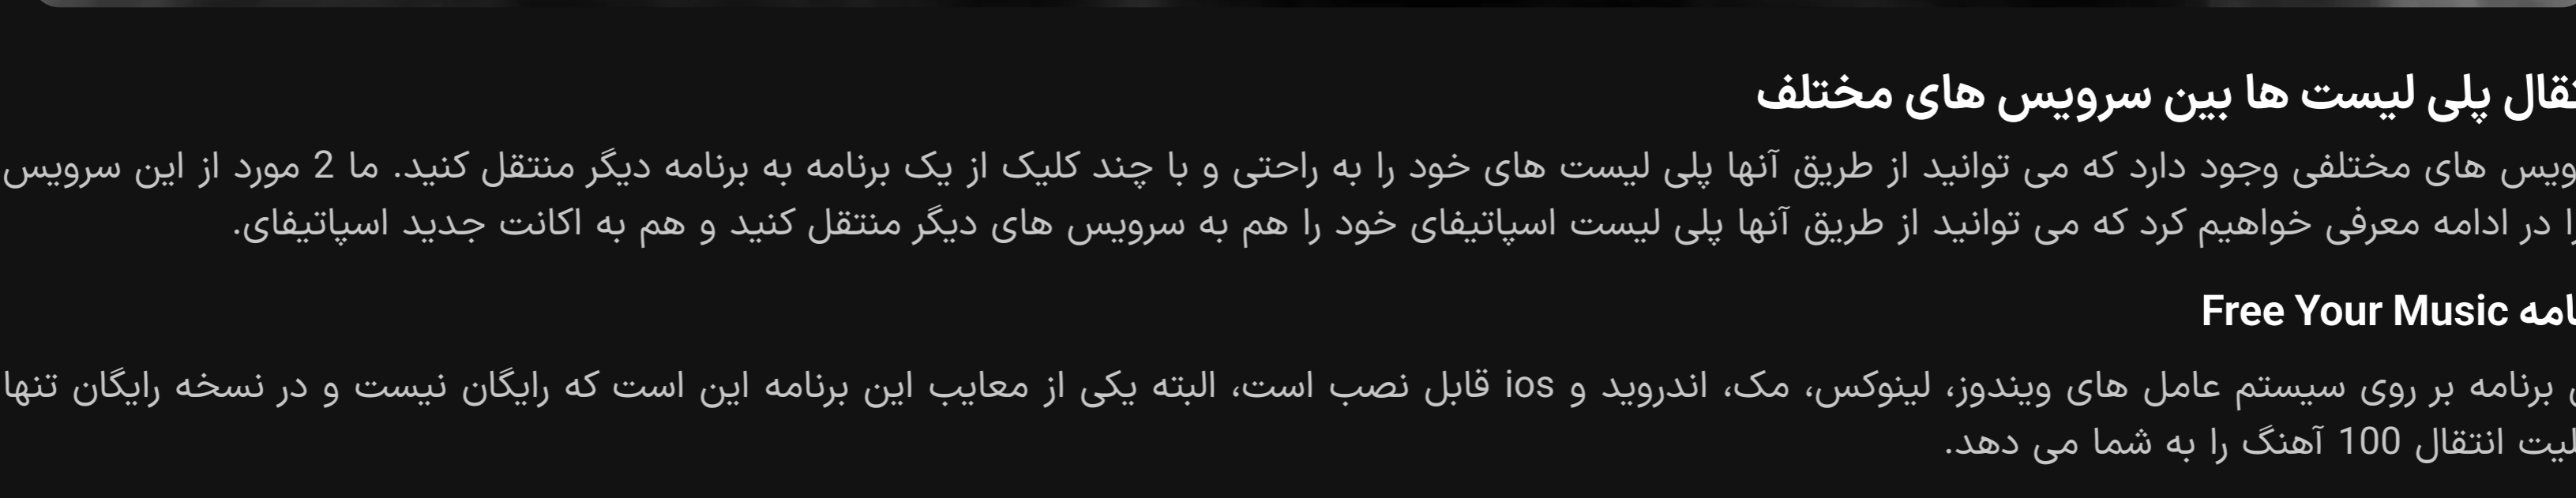 انتقال پلی لیست ها بین سرویس های مختلف
سرویس های مختلفی وجود دارد که می توانید از طریق آنها پلی لیست های خود را به راحتی و با چند کلیک از یک برنامه به برنامه دیگر منتقل کنید. ما 2 مورد از این سرویس
را در ادامه معرفی خواهیم کرد که می توانید از طریق آنها پلی لیست اسپاتیفای خود را هم به سرویس های دیگر منتقل کنید و هم به اکانت جدید اسپاتیفای.
Free Your Music
برنامه بر روی سیستم عامل های ویندوز، لینوکس، مک، اندروید و ios قابل نصب است، البته یکی از معایب این برنامه این است که رایگان نیست و در نسخه رایگان تنها
انتقال 100 آهنگ را به شما می دهد.